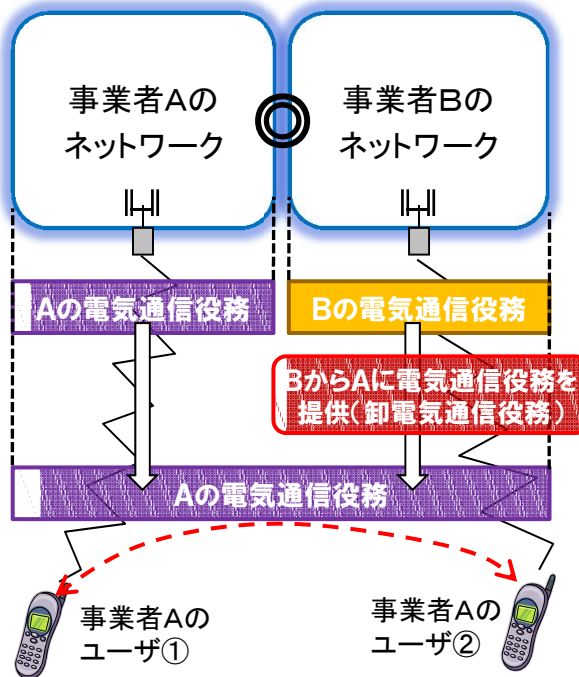 事業者Aの
ネットワーク
事業者Bの
ネットワーク
Aの電気通信役務
Bの電気通信役務
BからAに電気通信役務を
提供(卸電気通信役務)
Aの電気通信役務
事業者Aの
ユーザ①
事業者Aの
ユーザ②